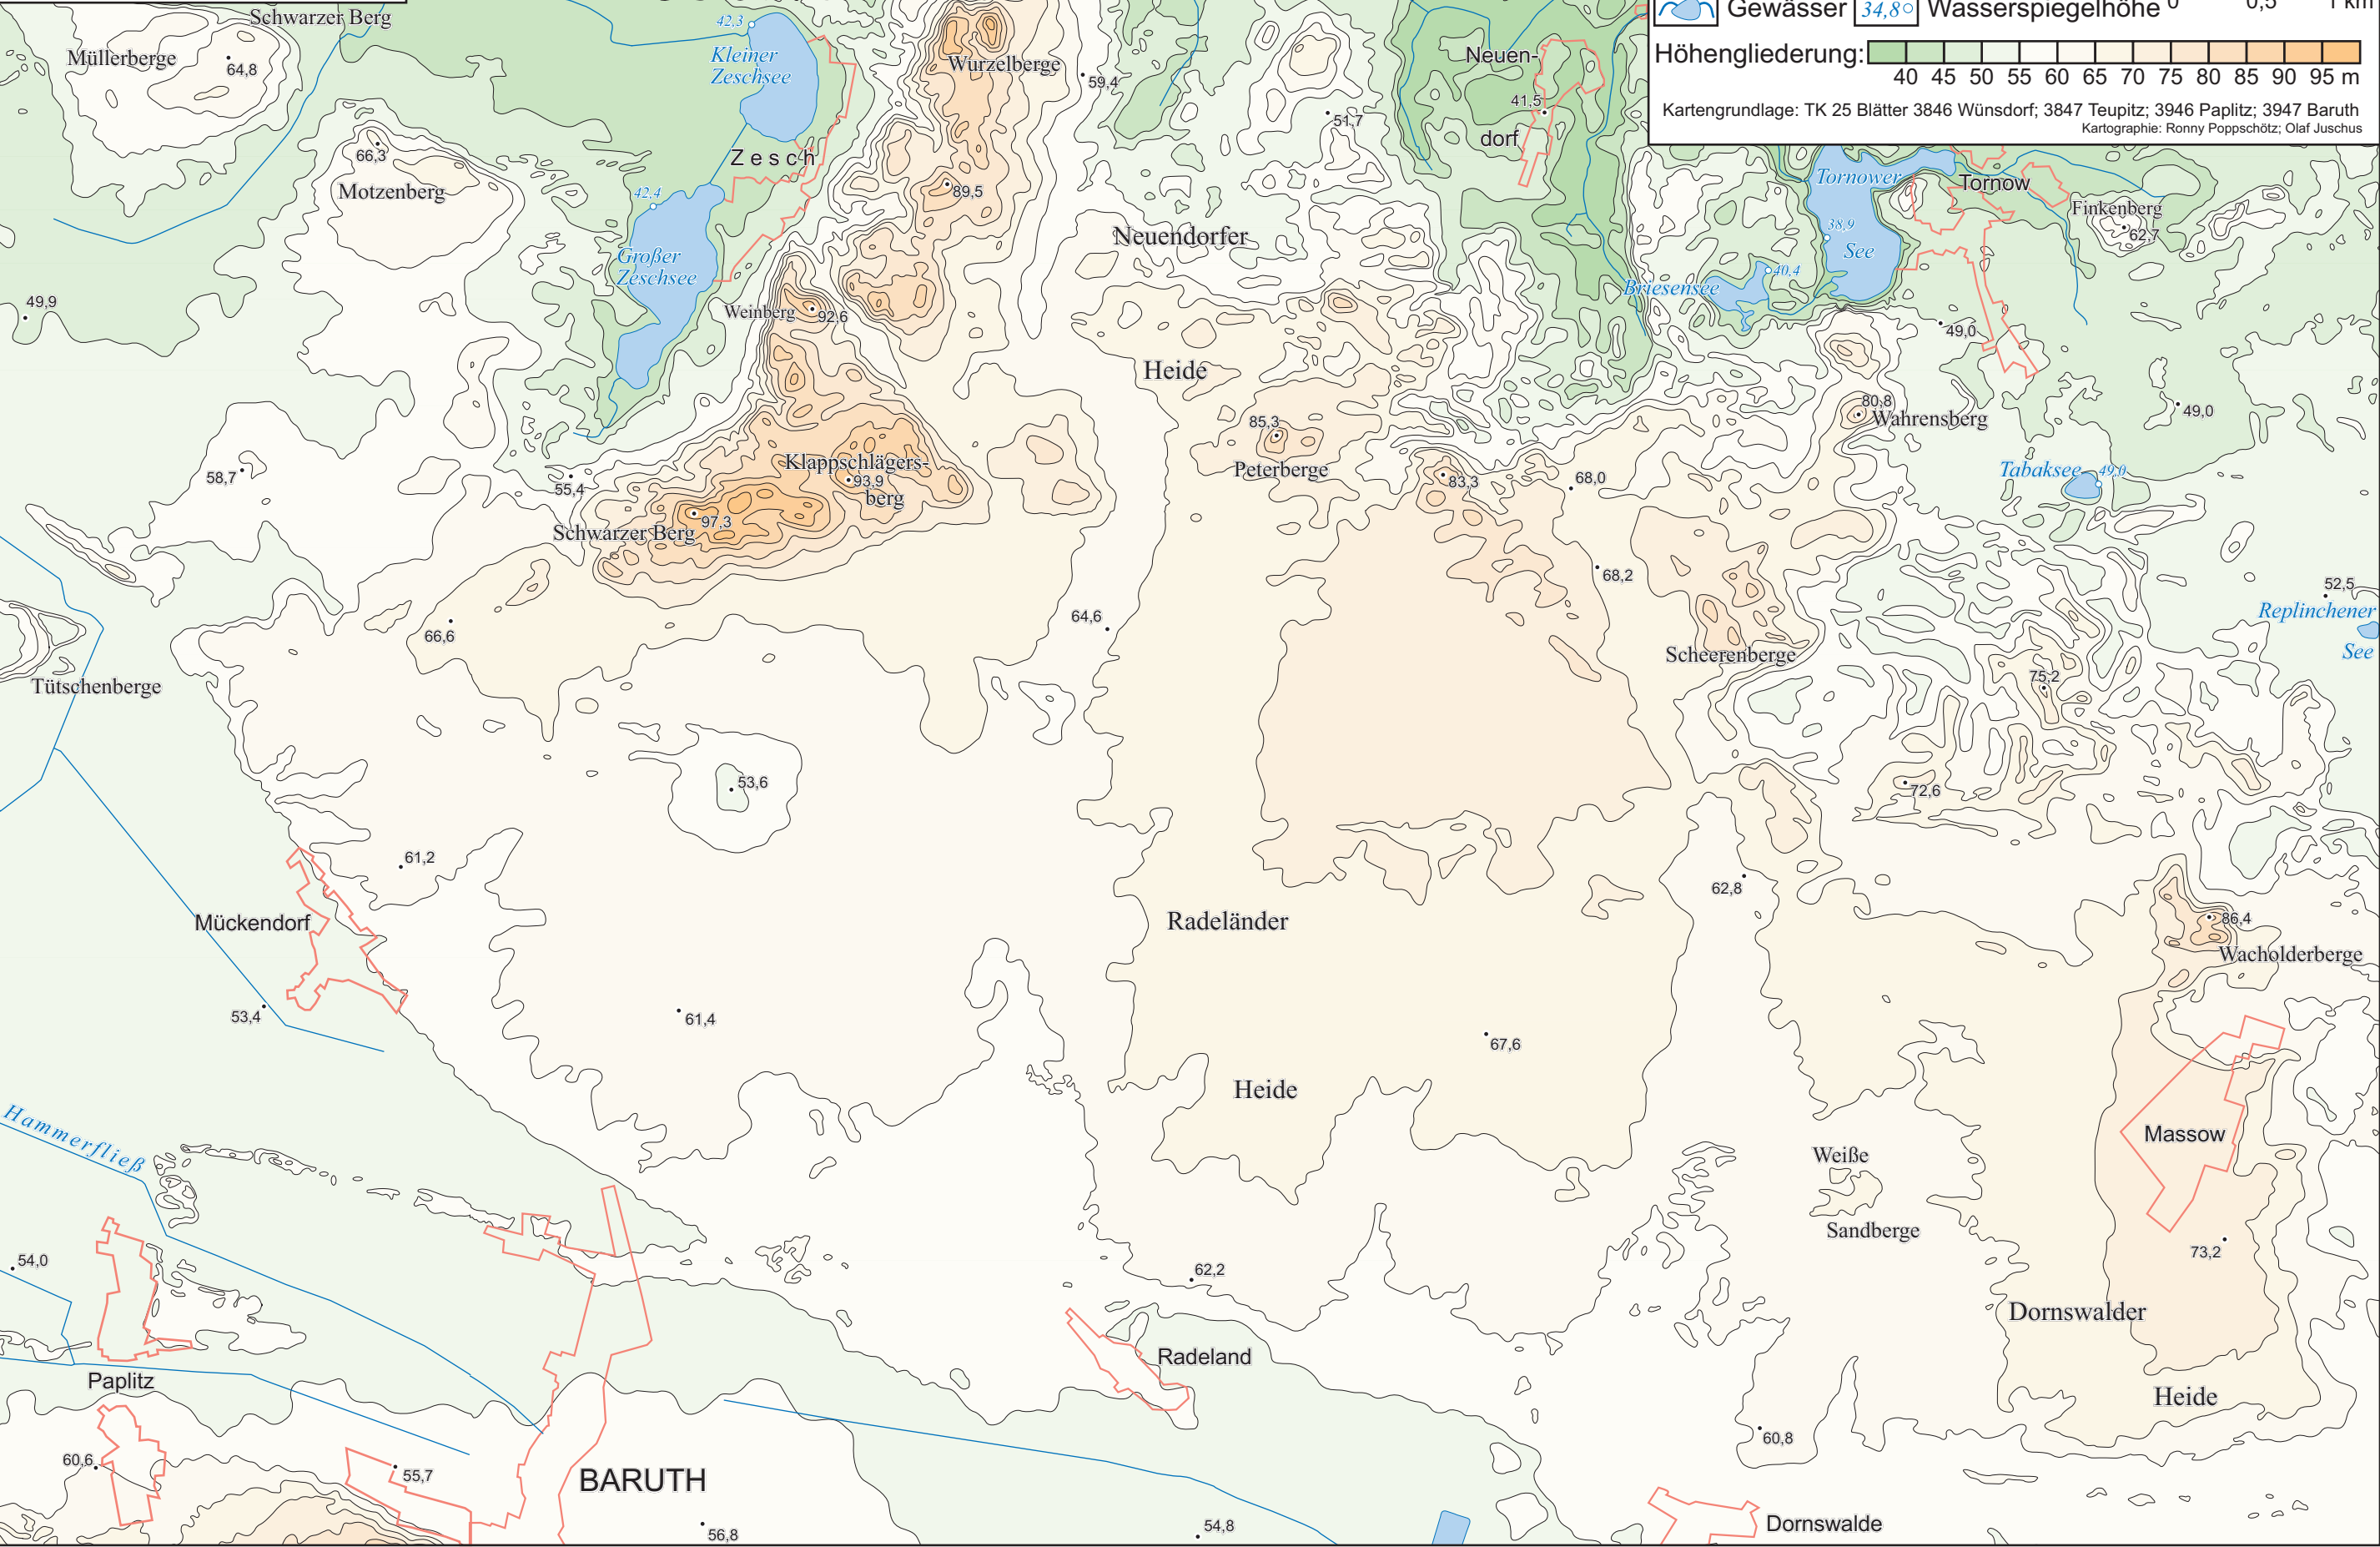 Schwarzer Berg
Müllerberge
64,8
66,3
Motzenberg
49,9
42,3
Kleiner
Zeschsee
Zesch
42,4
Großer
Zeschsee
Wurzelberge
59,4
89,5
Weinberg
92,6
51,7
Neuen-
41,5
dorf
Gewässer
34,8
Wasserspiegelhöhe
0
0,5
1 km
Höhengliederung:
40 45 50 55 60 65 70 75 80 85 90 95 m
Kartengrundlage: TK 25 Blätter 3846 Wünsdorf; 3847 Teupitz; 3946 Paplitz; 3947 Baruth
Kartographie: Ronny Poppschötz; Olaf Juschus
Tornower
38,9
See
Tornow
Finkenberg
62,7
Briesensee
40,4
49,0
Neuendorfer
Heide
85,3
Peterberge
83,3
68,0
80,8
Wahrensberg
49,0
Tabaksee
49,0
58,7
55,4
Klappschlägers-
93,9
berg
Schwarzer Berg
97,3
68,2
52,5
Replinchener
See
66,6
64,6
Scheerenberge
75,2
Tütschenberge
53,6
72,6
61,2
62,8
Mückendorf
Radeländer
86,4
Wacholderberge
53,4
61,4
67,6
Heide
Hammerfließ
Massow
Weiße
Sandberge
73,2
54,0
62,2
Dornswalder
Radeland
Paplitz
Heide
60,8
60,6
55,7
BARUTH
56,8
54,8
Dornswalde